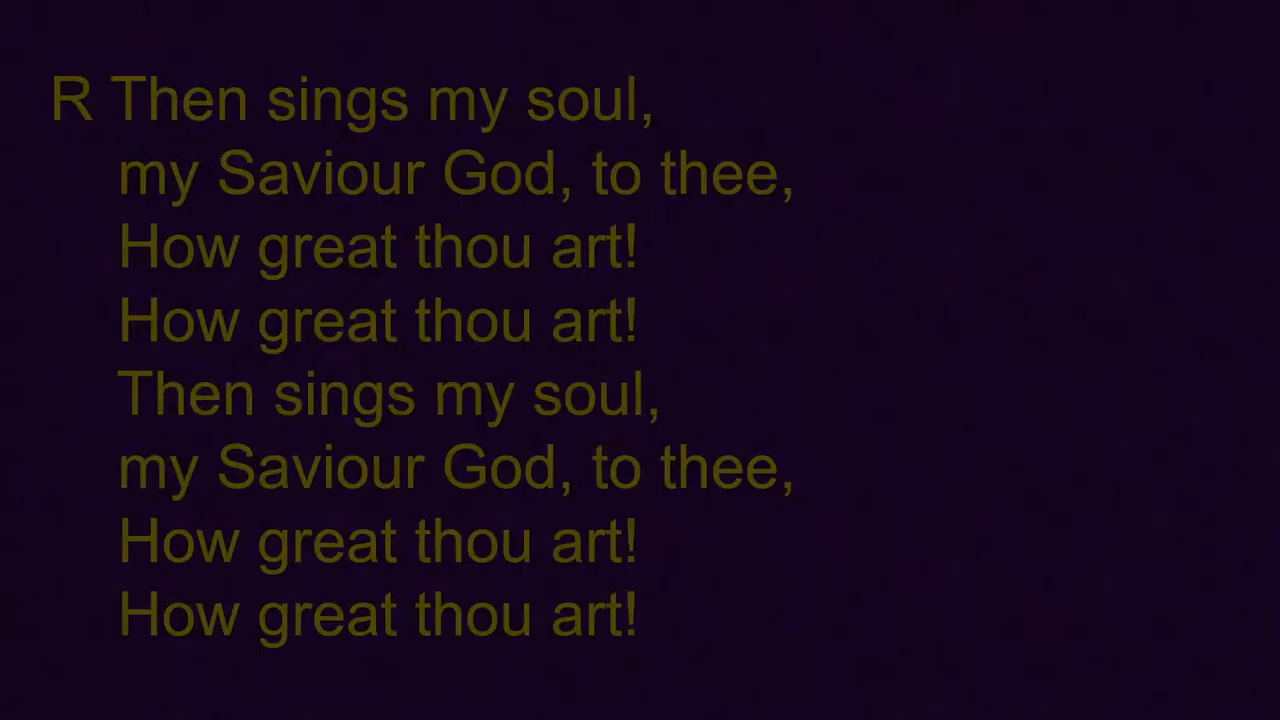 R Then sings my soul,
my Saviour God, to thee,
How great thou art!
How great thou art!
Then sings my soul,
my Saviour God, to thee,
How great thou art!
How great thou art!